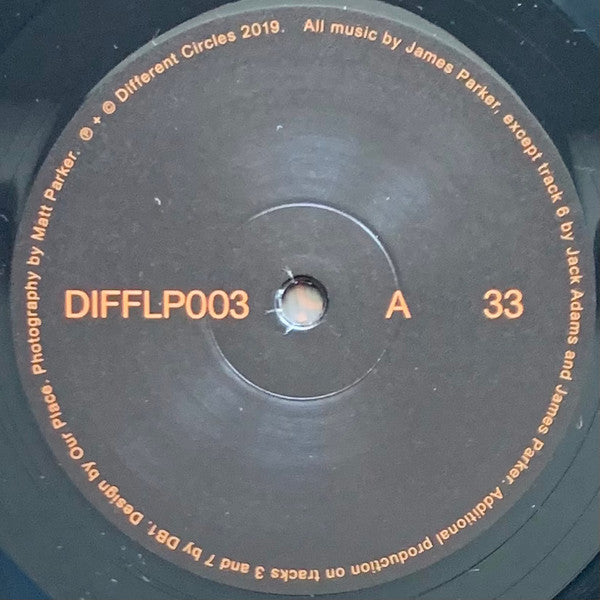 ℗ + © Different Circles 2019. All music by James Parker, except track 6 by Jack Adams and James Parker. Additional production on tracks 3 and 7 by DB1. Design by Our Place. Photography by Matt Parker.
DIFFLP003 A 33